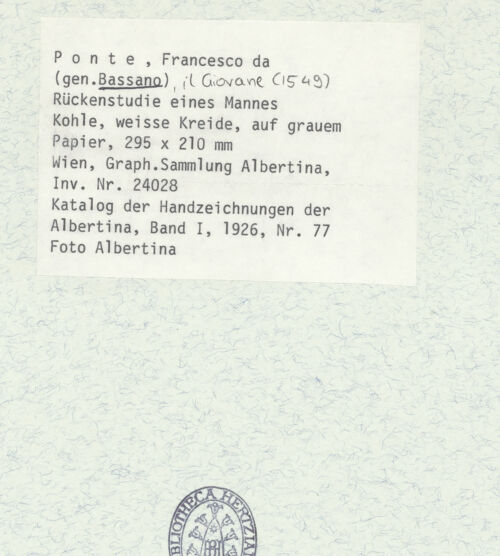 P o n t e , Francesco da
(gen.Bassano), il Giovane (1549)
Rückenstudie eines Mannes
Kohle, weisse Kreide, auf grauem
Papier, 295 x 210 mm
Wien, Graph.Sammlung Albertina,
Inv. Nr. 24028
Katalog der Handzeichnungen der
Albertina, Band I, 1926, Nr. 77
Foto Albertina
BIBLIOTHECA HERTZIAN